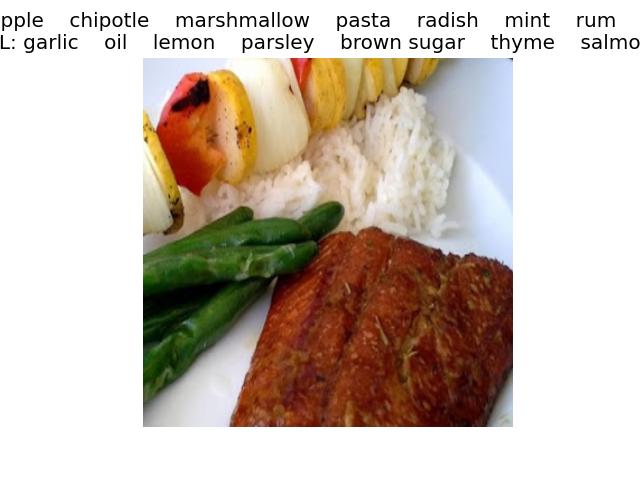 pple chipotle marshmallow pasta radish mint rum
L: garlic oil lemon parsley brown sugar thyme salmo